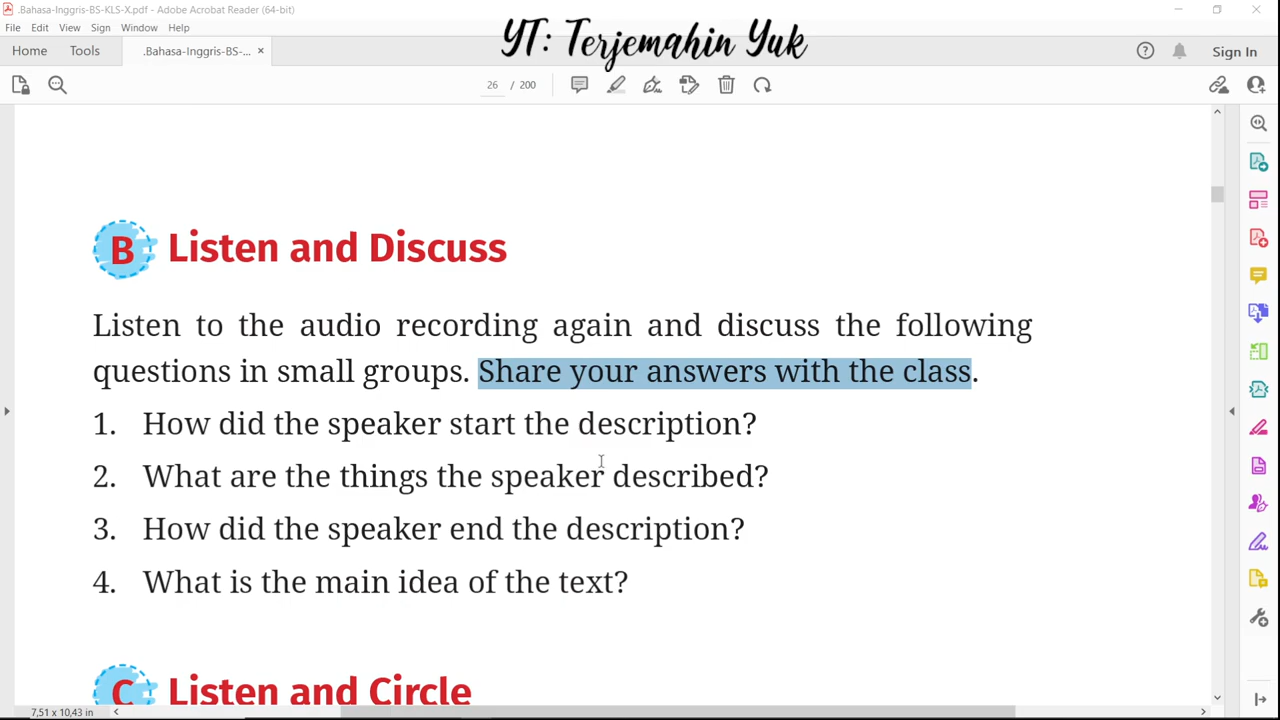 .Bahasa-Inggris-BS-KLS-X.pdf - Adobe Acrobat Reader (64-bit)
File Edit View Sign Window Help
YT: Terjemahin Yuk
Home Tools .Bahasa-Inggris-BS-... × Sign In
26 / 200
B Listen and Discuss
Listen to the audio recording again and discuss the following
questions in small groups. Share your answers with the class.
1. How did the speaker start the description?
2. What are the things the speaker described?
3. How did the speaker end the description?
4. What is the main idea of the text?
C Listen and Circle
7,51 x 10,43 in